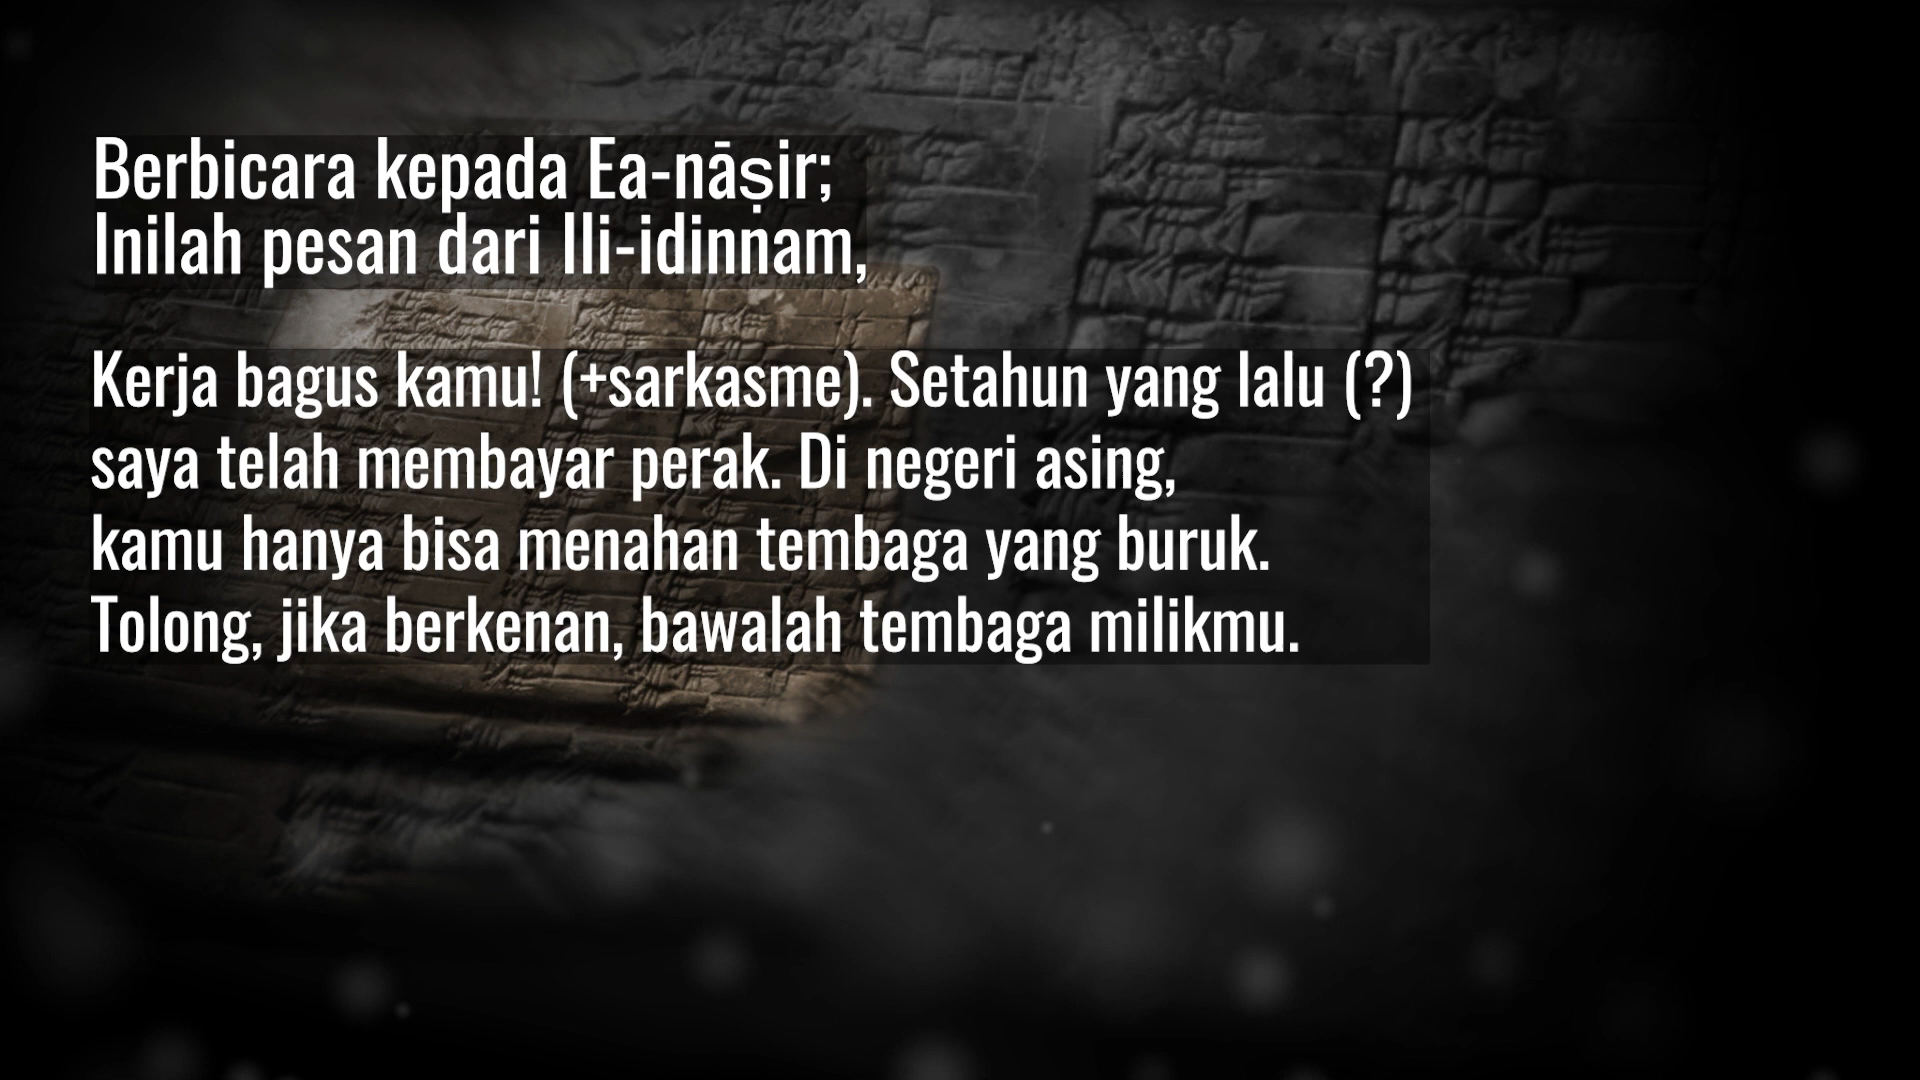 Berbicara kepada Ea-nāṣir;
Inilah pesan dari Ili-idinnam,
Kerja bagus kamu! (+sarkasme). Setahun yang lalu (?)
saya telah membayar perak. Di negeri asing,
kamu hanya bisa menahan tembaga yang buruk.
Tolong, jika berkenan, bawalah tembaga milikmu.